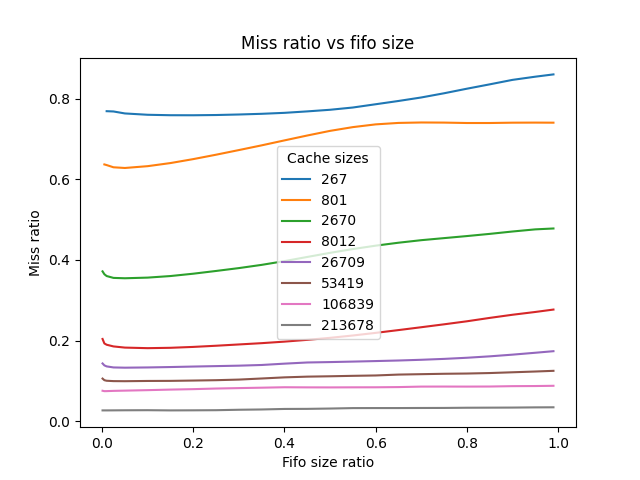 Miss ratio vs fifo size
Miss ratio
0.8
0.6
0.4
0.2
0.0
Cache sizes
267
801
2670
8012
26709
53419
106839
213678
0.0 0.2 0.4 0.6 0.8 1.0
Fifo size ratio